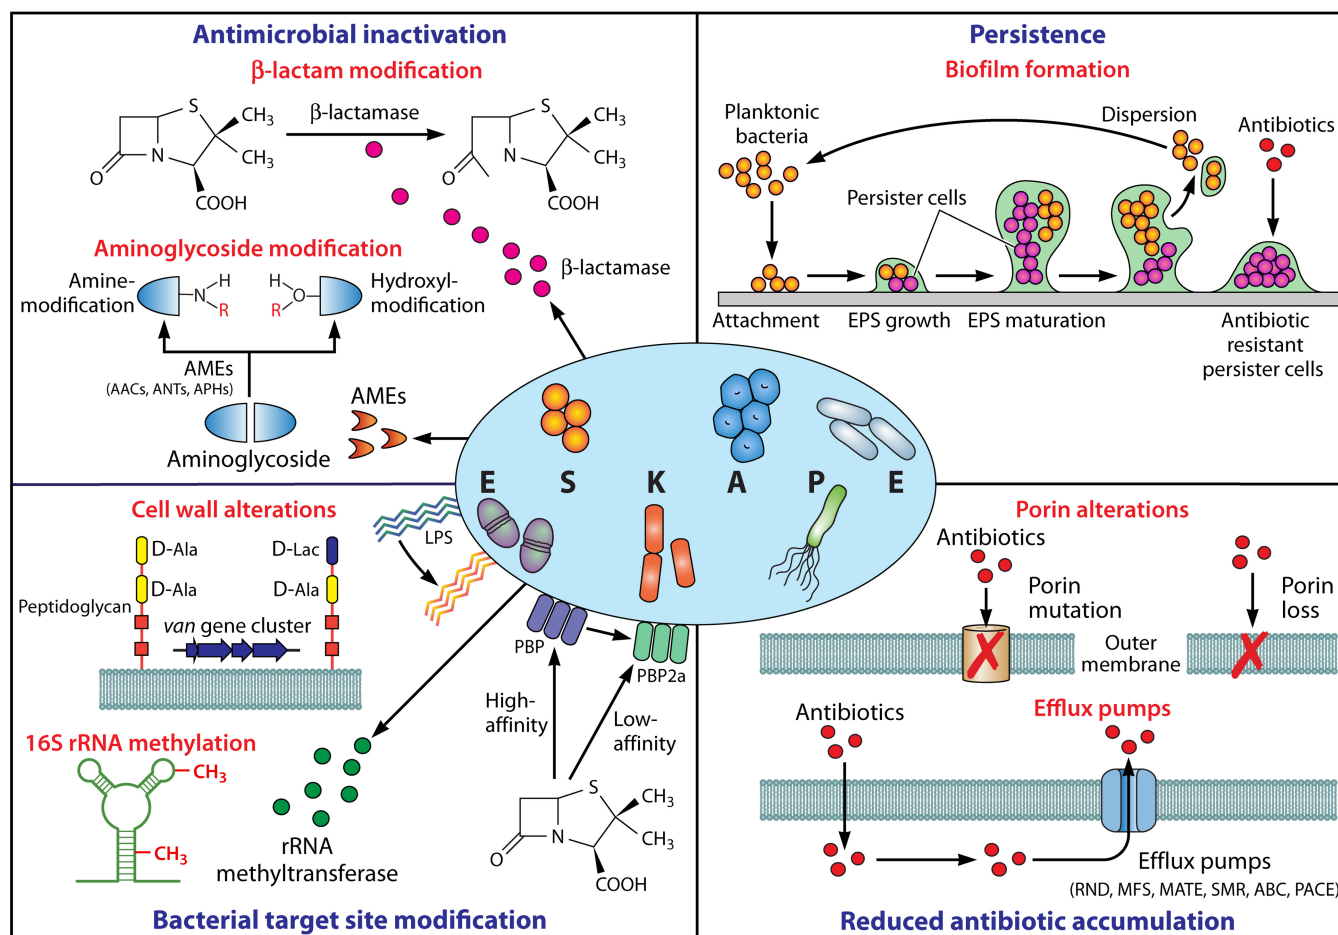 Antimicrobial inactivation
β-lactam modification
S
CH3
CH3
N
O
COOH
β-lactamase
S
CH3
CH3
N
O
COOH
β-lactamase
Aminoglycoside modification
Amine-
modification
H
N
R
H
O
R
Hydroxyl-
modification
AMEs
(AACs, ANTs, APHs)
Aminoglycoside
AMEs
Persistence
Biofilm formation
Planktonic
bacteria
Dispersion
Antibiotics
Persister cells
Attachment
EPS growth
EPS maturation
Antibiotic
resistant
persister cells
E S K A P E
Cell wall alterations
D-Ala
D-Lac
D-Ala
D-Ala
Peptidoglycan
van gene cluster
LPS
PBP
PBP2a
High-
affinity
Low-
affinity
S
CH3
CH3
N
O
COOH
16S rRNA methylation
CH3
CH3
rRNA
methyltransferase
Bacterial target site modification
Porin alterations
Antibiotics
Porin
mutation
Porin
loss
Outer
membrane
Efflux pumps
Antibiotics
Efflux pumps
(RND, MFS, MATE, SMR, ABC, PACE)
Reduced antibiotic accumulation